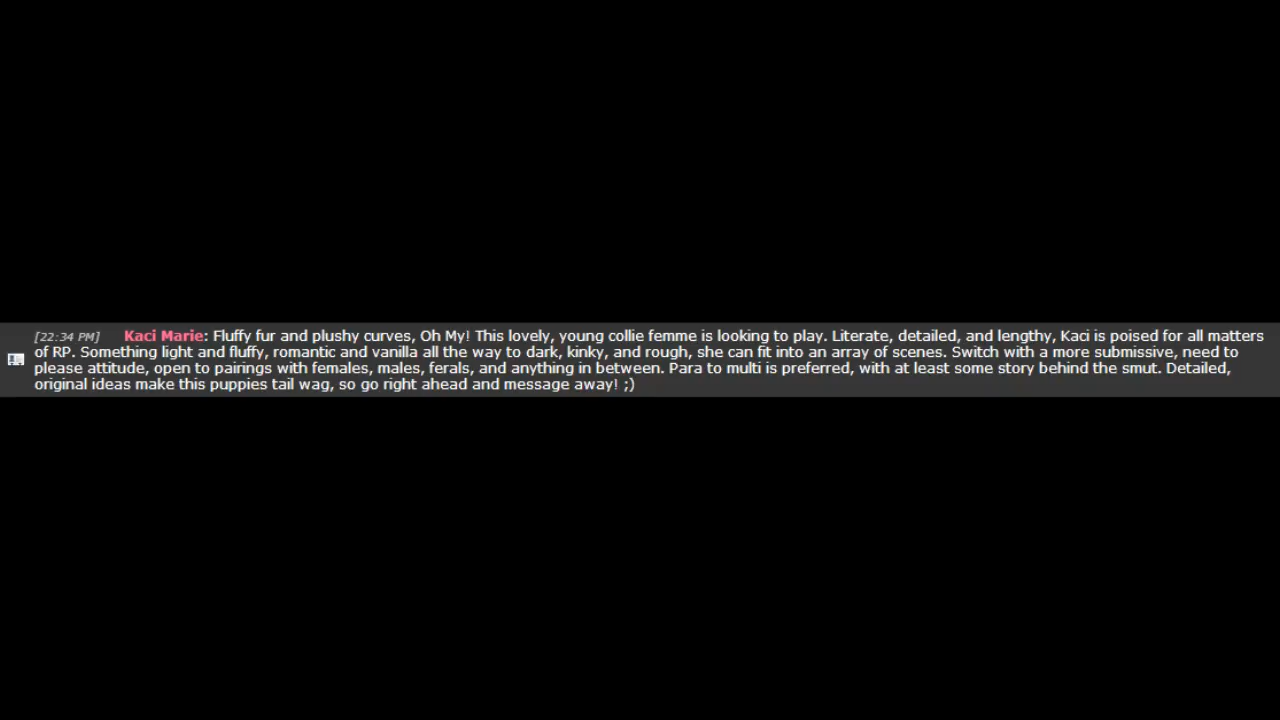 [22:34 PM] Kaci Marie: Fluffy fur and plushy curves, Oh My! This lovely, young collie femme is looking to play. Literate, detailed, and lengthy, Kaci is poised for all matters
of RP. Something light and fluffy, romantic and vanilla all the way to dark, kinky, and rough, she can fit into an array of scenes. Switch with a more submissive, need to
please attitude, open to pairings with females, males, ferals, and anything in between. Para to multi is preferred, with at least some story behind the smut. Detailed,
original ideas make this puppies tail wag, so go right ahead and message away! ;)